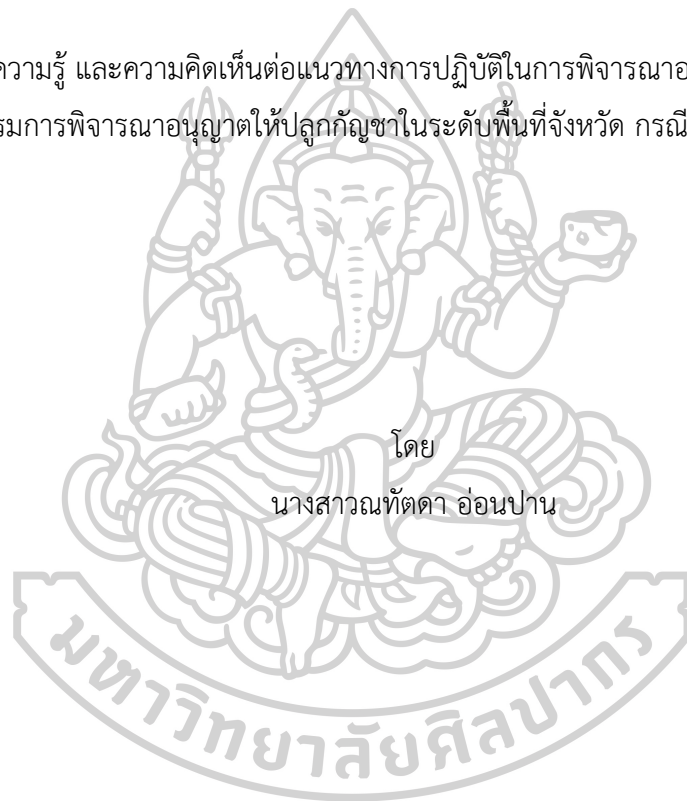 ความรู้ และความคิดเห็นต่อแนวทางการปฏิบัติในการพิจารณาอ
รมการพิจารณาอนุญาตให้ปลูกกัญชาในระดับพื้นที่จังหวัด กรณี
โดย
นางสาวณทัตดา อ่อนปาน
มหาวิทยาลัยศิลปากร